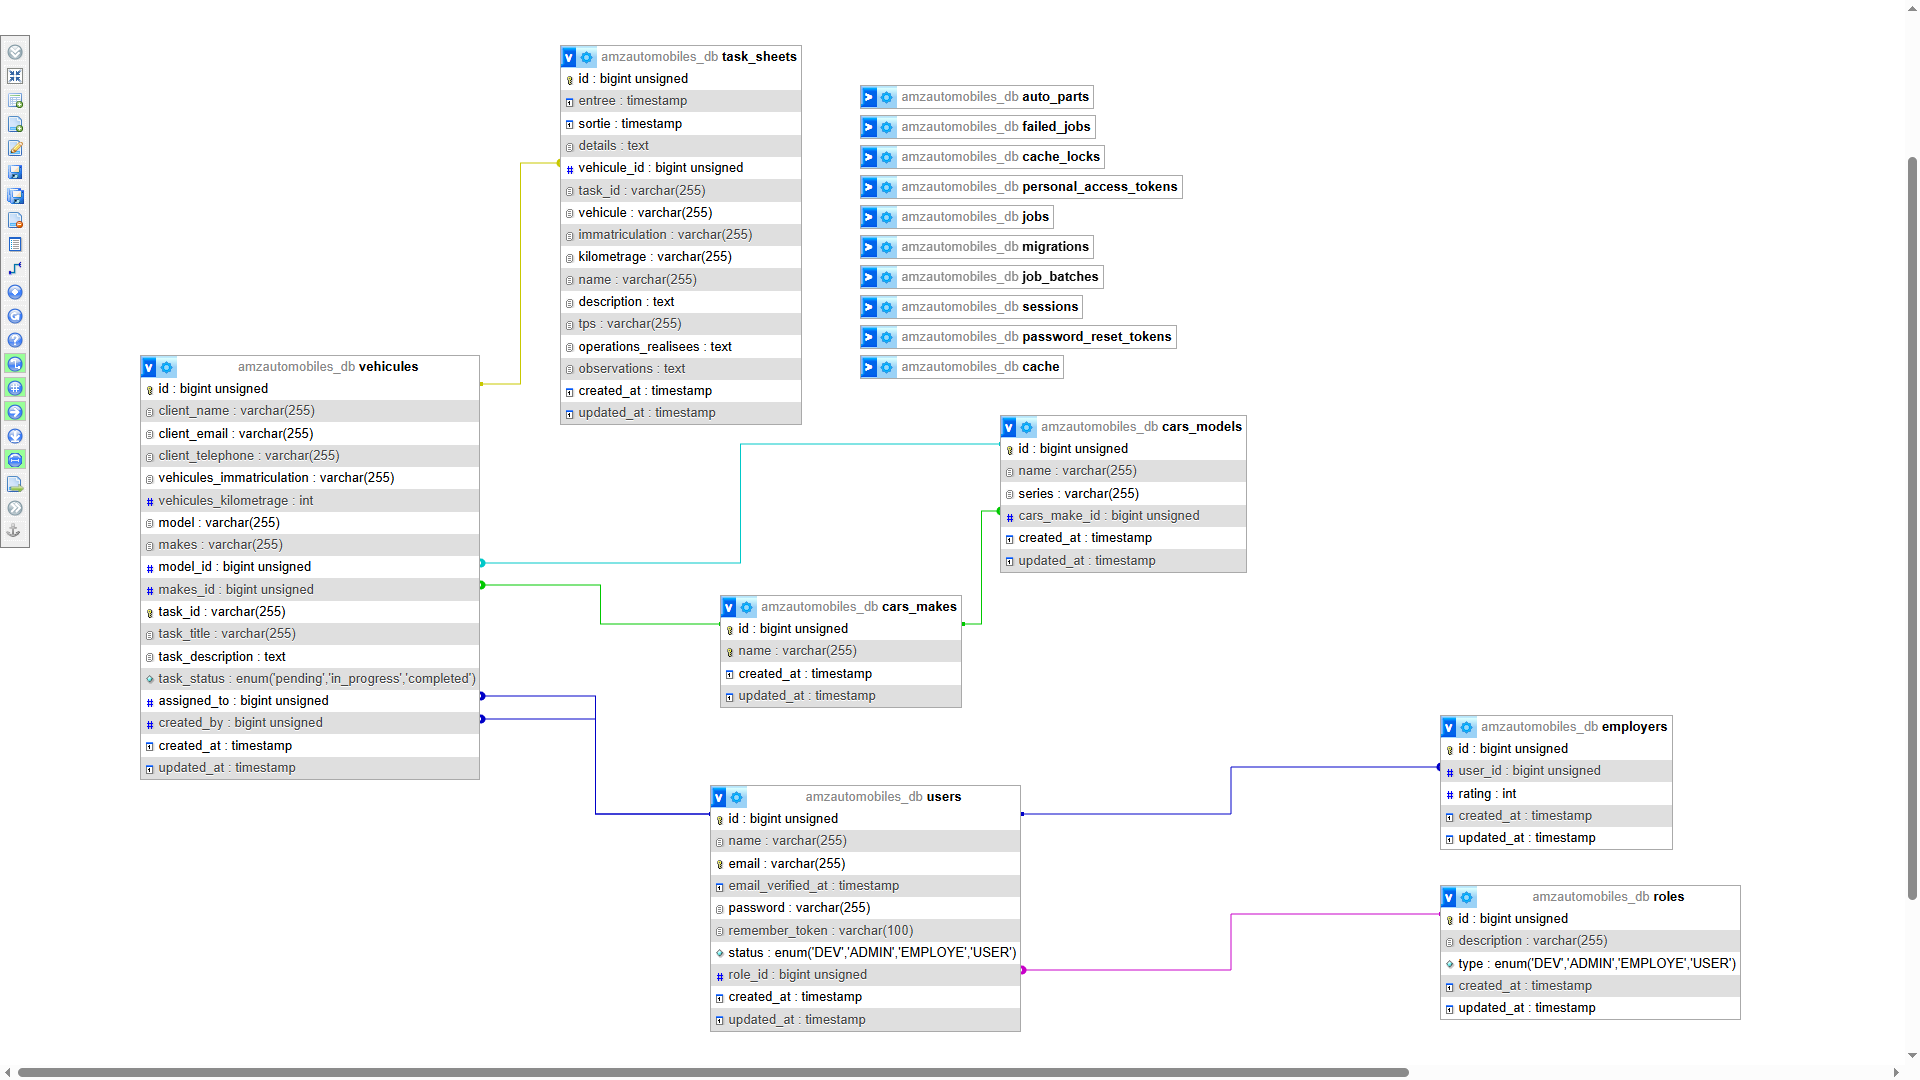 amzautomobiles_db task_sheets
id : bigint unsigned
entree : timestamp
sortie : timestamp
details : text
vehicule_id : bigint unsigned
task_id : varchar(255)
vehicule : varchar(255)
immatriculation : varchar(255)
kilometrage : varchar(255)
name : varchar(255)
description : text
tps : varchar(255)
operations_realisees : text
observations : text
created_at : timestamp
updated_at : timestamp
amzautomobiles_db auto_parts
amzautomobiles_db failed_jobs
amzautomobiles_db cache_locks
amzautomobiles_db personal_access_tokens
amzautomobiles_db jobs
amzautomobiles_db migrations
amzautomobiles_db job_batches
amzautomobiles_db sessions
amzautomobiles_db password_reset_tokens
amzautomobiles_db cache
amzautomobiles_db vehicules
id : bigint unsigned
client_name : varchar(255)
client_email : varchar(255)
client_telephone : varchar(255)
vehicules_immatriculation : varchar(255)
vehicules_kilometrage : int
model : varchar(255)
makes : varchar(255)
model_id : bigint unsigned
makes_id : bigint unsigned
task_id : varchar(255)
task_title : varchar(255)
task_description : text
task_status : enum('pending','in_progress','completed')
assigned_to : bigint unsigned
created_by : bigint unsigned
created_at : timestamp
updated_at : timestamp
amzautomobiles_db cars_models
id : bigint unsigned
name : varchar(255)
series : varchar(255)
cars_make_id : bigint unsigned
created_at : timestamp
updated_at : timestamp
amzautomobiles_db cars_makes
id : bigint unsigned
name : varchar(255)
created_at : timestamp
updated_at : timestamp
amzautomobiles_db users
id : bigint unsigned
name : varchar(255)
email : varchar(255)
email_verified_at : timestamp
password : varchar(255)
remember_token : varchar(100)
status : enum('DEV','ADMIN','EMPLOYE','USER')
role_id : bigint unsigned
created_at : timestamp
updated_at : timestamp
amzautomobiles_db employers
id : bigint unsigned
user_id : bigint unsigned
rating : int
created_at : timestamp
updated_at : timestamp
amzautomobiles_db roles
id : bigint unsigned
description : varchar(255)
type : enum('DEV','ADMIN','EMPLOYE','USER')
created_at : timestamp
updated_at : timestamp